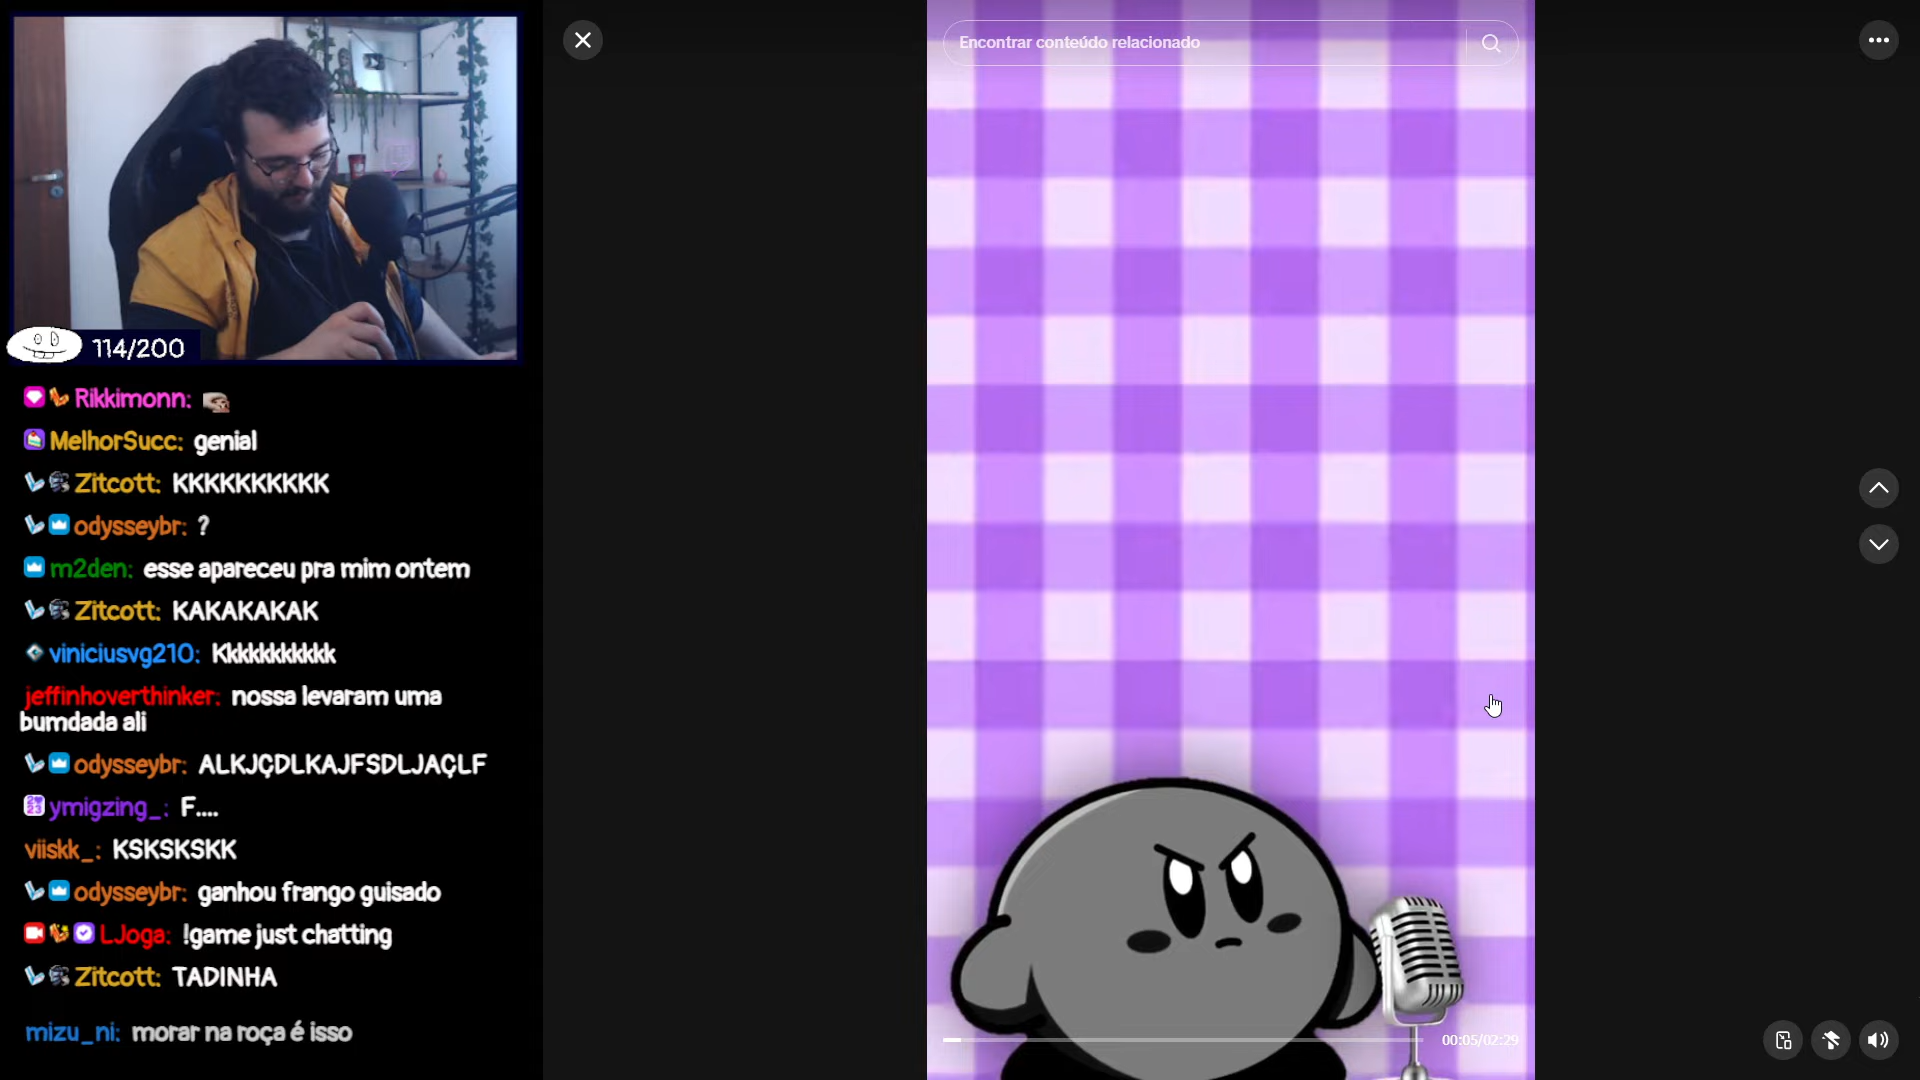 Encontrar conteúdo relacionado
114/200
Rikkimonn:
MelhorSucc: genial
Zitcott: KKKKKKKKKK
odysseybr: ?
m2den: esse apareceu pra mim ontem
Zitcott: KAKAKAKAK
viniciusvg210: Kkkkkkkkkkk
jeffinhoverthinker: nossa levaram uma
bumdada ali
odysseybr: ALKJÇDLKAJFSDLJAÇLF
ymigzing_: F....
viiskk_: KSKSKSKK
odysseybr: ganhou frango guisado
LJoga: !game just chatting
Zitcott: TADINHA
mizu_ni: morar na roça é isso
00:05/02:29